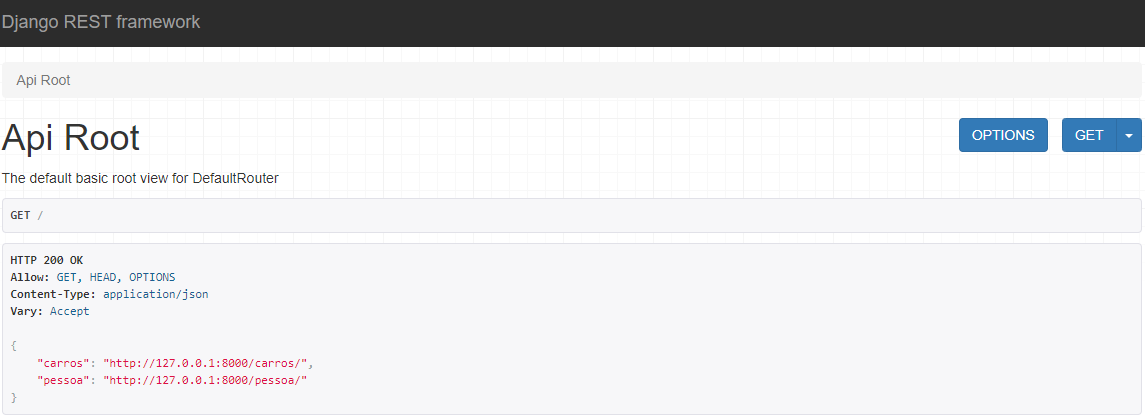 Django REST framework
Api Root
Api Root
OPTIONS
GET
The default basic root view for DefaultRouter
GET /
HTTP 200 OK
Allow: GET, HEAD, OPTIONS
Content-Type: application/json
Vary: Accept
{
    "carros": "http://127.0.0.1:8000/carros/",
    "pessoa": "http://127.0.0.1:8000/pessoa/"
}